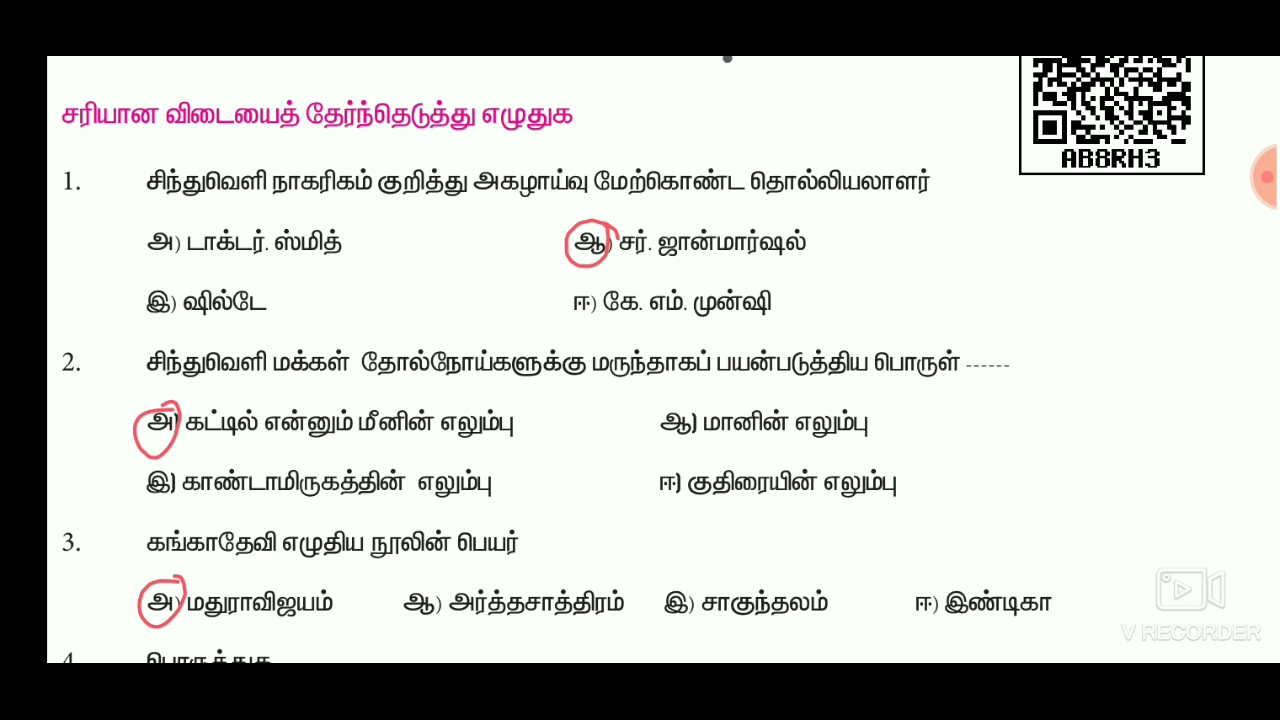 AB8RH3
சரியான விடையைத் தேர்ந்தெடுத்து எழுதுக
1. சிந்துவெளி நாகரிகம் குறித்து அகழாய்வு மேற்கொண்ட தொல்லியலாளர்
அ) டாக்டர். ஸ்மித் ஆ) சர். ஜான்மார்ஷல்
இ) ஷில்டே ஈ) கே. எம். முன்ஷி
2. சிந்துவெளி மக்கள் தோல்நோய்களுக்கு மருந்தாகப் பயன்படுத்திய பொருள் ------
அ) கட்டில் என்னும் மீனின் எலும்பு ஆ) மானின் எலும்பு
இ) காண்டாமிருகத்தின் எலும்பு ஈ) குதிரையின் எலும்பு
3. கங்காதேவி எழுதிய நூலின் பெயர்
அ) மதுராவிஜயம் ஆ) அர்த்தசாத்திரம் இ) சாகுந்தலம் ஈ) இண்டிகா
4. பொருத்துக
V RECORDER